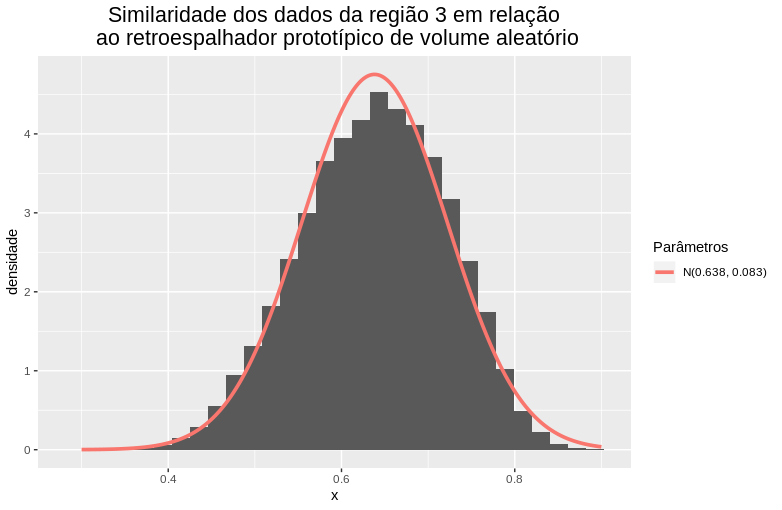 Similaridade dos dados da região 3 em relação
ao retroespalhador prototípico de volume aleatório
densidade
4
3
2
1
0
0.4
0.6
0.8
x
Parâmetros
N(0.638, 0.083)